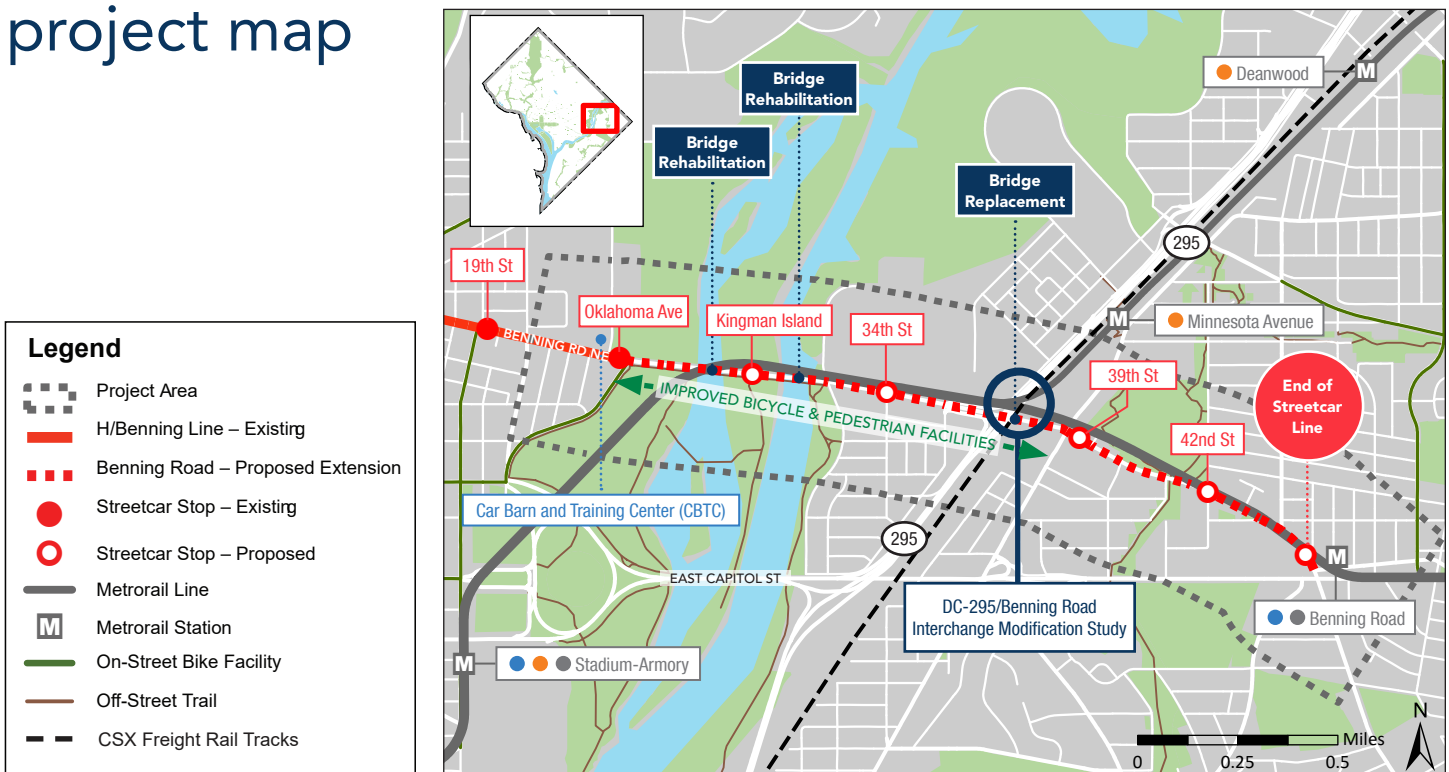 project map
Legend
Project Area
H/Benning Line – Existing
Benning Road – Proposed Extension
Streetcar Stop – Existing
Streetcar Stop – Proposed
Metrorail Line
M
Metrorail Station
On-Street Bike Facility
Off-Street Trail
CSX Freight Rail Tracks
Bridge
Rehabilitation
Bridge
Rehabilitation
Bridge
Replacement
Deanwood
M
295
19th St
Oklahoma Ave
Kingman Island
34th St
M
Minnesota Avenue
BENNING RD NE
39th St
End of
Streetcar
Line
IMPROVED BICYCLE & PEDESTRIAN FACILITIES
42nd St
Car Barn and Training Center (CBTC)
295
M
EAST CAPITOL ST
DC-295/Benning Road
Interchange Modification Study
Benning Road
M
Stadium-Armory
N
Miles
0
0.25
0.5